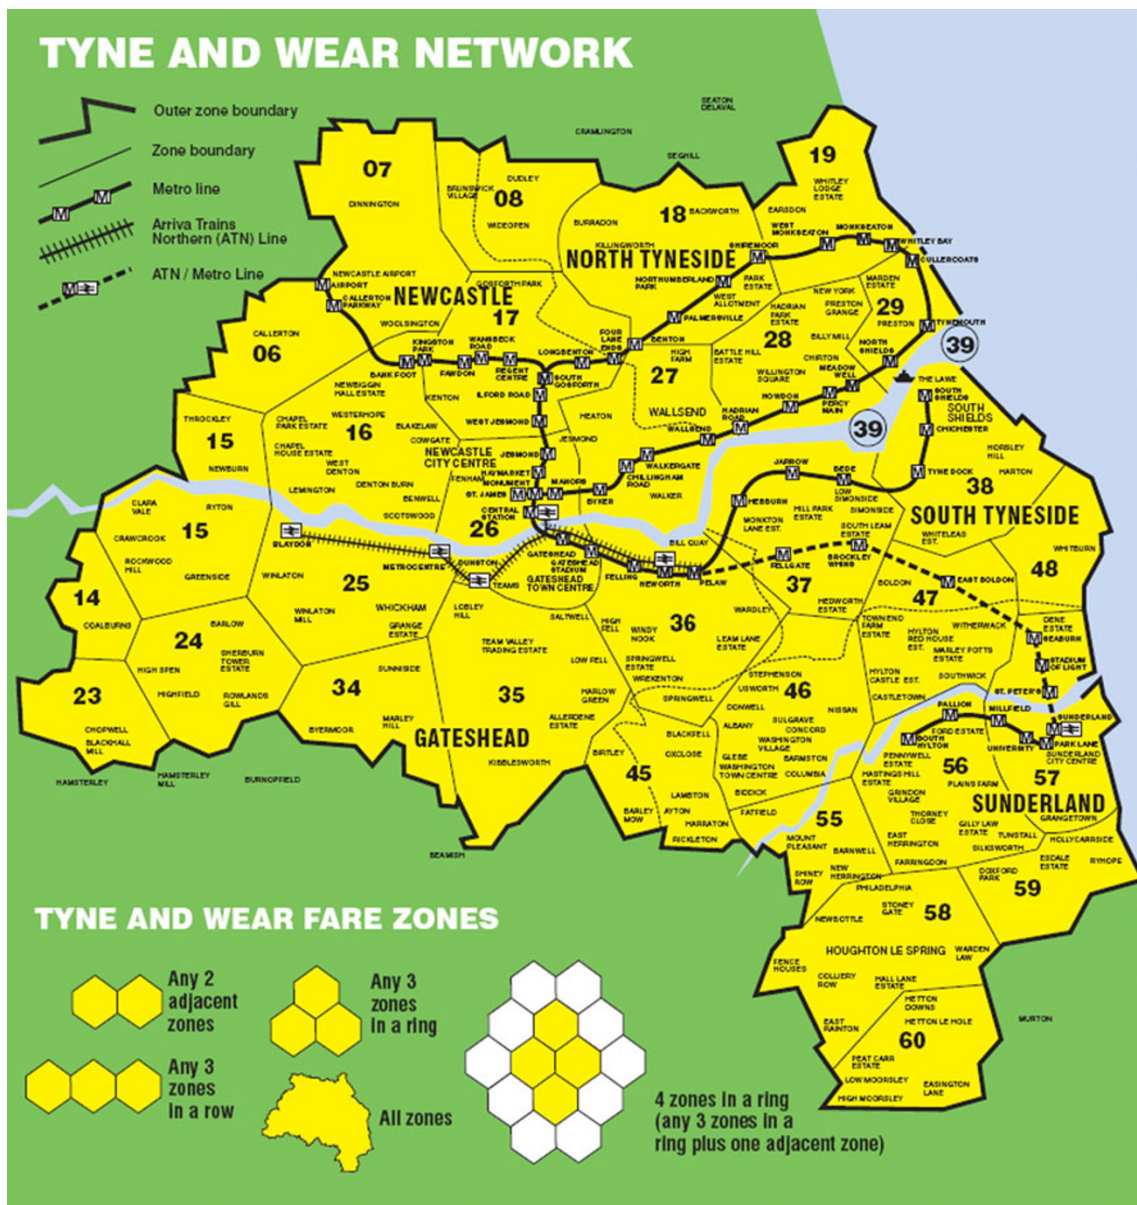 TYNE AND WEAR NETWORK
Outer zone boundary
Zone boundary
Metro line
Arriva Trains
Northern (ATN) Line
ATN / Metro Line
SEATON
DELAVAL
CRAMLINGTON
SEGHILL
07
DINNINGTON
BRUNSWICK
VILLAGE
08
DUDLEY
WIDEOPEN
18
BACKWORTH
BURRADON
KILLINGWORTH
NORTH TYNESIDE
19
WHITLEY
LODGE
ESTATE
EARSDON
WEST
MONKSEATON
MONKSEATON
WHITLEY BAY
CULLERCOATS
SHIREMOOR
NORTHUMBERLAND
PARK
PARK
ESTATE
WEST
ALLOTMENT
PALMERSVILLE
NEWCASTLE AIRPORT
AIRPORT
CALLERTON
PARKWAY
NEWCASTLE
GOSFORTH PARK
17
WOOLSINGTON
CALLERTON
06
KINGSTON
PARK
WANSBECK
ROAD
BANK FOOT
FAWDON
REGENT
CENTRE
LONGBENTON
FOUR
LANE
ENDS
BENTON
SOUTH
GOSFORTH
NEW YORK
MARDEN
ESTATE
HADRIAN
PARK
ESTATE
PRESTON
GRANGE
29
PRESTON
TYNEMOUTH
28
BILLY MILL
NORTH
SHIELDS
39
HIGH
FARM
BATTLE HILL
ESTATE
CHIRTON
MEADOW
WELL
WILLINGTON
SQUARE
27
PERCY
MAIN
HOWDON
HADRIAN
ROAD
WALLSEND
WALLSEND
39
THE LAWE
SOUTH
SHIELDS
SOUTH
SHIELDS
CHICHESTER
NEWBIGGIN
HALL ESTATE
KENTON
ILFORD ROAD
THROCKLEY
15
NEWBURN
CHAPEL
PARK ESTATE
WESTERHOPE
16
BLAKELAW
COWGATE
WEST JESMOND
HEATON
CHAPEL
HOUSE ESTATE
WEST
DENTON
NEWCASTLE
CITY CENTRE
JESMOND
JESMOND
DENTON BURN
FENHAM
HAYMARKET
MONUMENT
ST. JAMES
MANORS
BYKER
CHILLINGHAM
ROAD
WALKERGATE
WALKER
LEMINGTON
BENWELL
SCOTSWOOD
26
CENTRAL
STATION
JARROW
BEDE
TYNE DOCK
HORSLEY
HILL
HARTON
38
LOW
SIMONSIDE
SIMONSIDE
HEBBURN
MONKTON
LANE EST.
HILL PARK
ESTATE
SOUTH LEAM
ESTATE
SOUTH TYNESIDE
WHITELEAS
EST.
WHITBURN
48
CLARA
VALE
RYTON
15
CRAWCROOK
ROCKWOOD
HILL
GREENSIDE
BLAYDON
METROCENTRE
DUNSTON
TEAMS
GATESHEAD
GATESHEAD
STADIUM
GATESHEAD
TOWN CENTRE
FELLING
HEWORTH
PELAW
BILL QUAY
FELLGATE
BROCKLEY
WHINS
BOLDON
EAST BOLDON
47
37
HEDWORTH
ESTATE
14
COALBURNS
WINLATON
25
WINLATON
MILL
WHICKHAM
GRANGE
ESTATE
LOBLEY
HILL
SALTWELL
HIGH
FELL
WINDY
NOOK
36
WARDLEY
LEAM LANE
ESTATE
TOWN END
FARM
ESTATE
WITHERWACK
HYLTON
RED HOUSE
EST.
MARLEY POTTS
ESTATE
DENE
ESTATE
SEABURN
24
BARLOW
SHERBURN
TOWER
ESTATE
HIGH SPEN
HIGHFIELD
ROWLANDS
GILL
SUNNISIDE
TEAM VALLEY
TRADING ESTATE
LOW FELL
SPRINGWELL
ESTATE
WREKENTON
SPRINGWELL
STEPHENSON
USWORTH
46
DONWELL
HYLTON
CASTLE EST.
SOUTHWICK
CASTLETOWN
STADIUM
OF LIGHT
ST. PETER'S
23
CHOPWELL
BLACKHALL
MILL
34
BYERMOOR
MARLEY
HILL
35
HARLOW
GREEN
ALLERDENE
ESTATE
GATESHEAD
KIBBLESWORTH
BIRTLEY
45
BLACKFELL
OXCLOSE
ALBANY
SULGRAVE
CONCORD
WASHINGTON
VILLAGE
NISSAN
GLEBE
WASHINGTON
TOWN CENTRE
BARMSTON
COLUMBIA
BIDDICK
FATFIELD
PALLION
MILLFIELD
SUNDERLAND
SOUTH
HYLTON
FORD ESTATE
UNIVERSITY
PARK LANE
SUNDERLAND
CITY CENTRE
PENNYWELL
ESTATE
HASTINGS HILL
ESTATE
56
PLAINS FARM
57
GRINDON
VILLAGE
SUNDERLAND
HAMSTERLEY
HAMSTERLEY
MILL
BURNOPFIELD
BEAMISH
LAMBTON
BARLEY
MOW
AYTON
HARRATON
RICKLETON
55
MOUNT
PLEASANT
BARNWELL
THORNEY
CLOSE
EAST
HERRINGTON
GILLY LAW
ESTATE
TUNSTALL
SILKSWORTH
GRANGETOWN
HOLLYCARRSIDE
FARRINGDON
SHINEY
ROW
NEW
HERRINGTON
DOXFORD
PARK
ESDALE
ESTATE
RYHOPE
59
PHILADELPHIA
STONEY
GATE
58
NEWBOTTLE
HOUGHTON LE SPRING
WARDEN
LAW
FENCE
HOUSES
COLLIERY
ROW
HALL LANE
ESTATE
HETTON
DOWNS
EAST
RAINTON
HETTON LE HOLE
60
MURTON
PEAT CARR
ESTATE
LOW MOORSLEY
EASINGTON
LANE
HIGH MOORSLEY
TYNE AND WEAR FARE ZONES
Any 2
adjacent
zones
Any 3
zones
in a ring
Any 3
zones
in a row
All zones
4 zones in a ring
(any 3 zones in a
ring plus one adjacent zone)